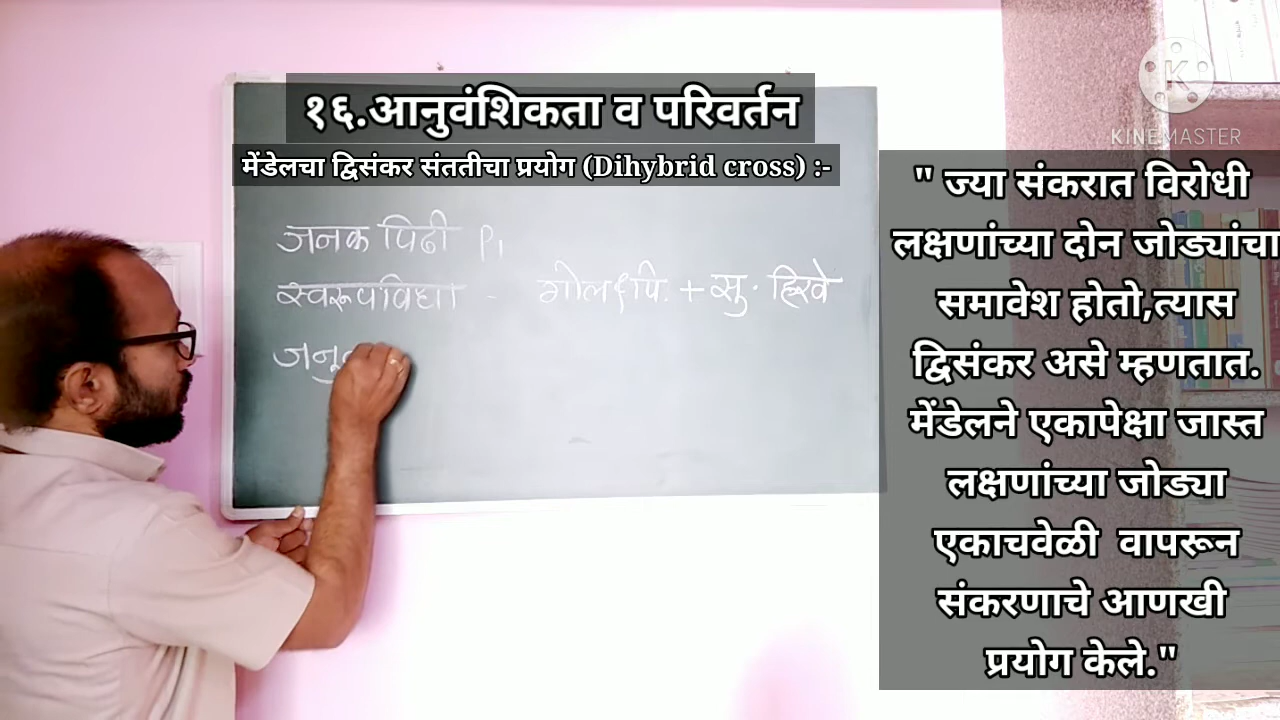 १६.आनुवंशिकता व परिवर्तन
मेंडेलचा द्विसंकर संततीचा प्रयोग (Dihybrid cross) :-
जनक पिढी P1
स्वरूपविधा - गोल पि. + सु. हिरवे
" ज्या संकरात विरोधी
लक्षणांच्या दोन जोड्यांचा
समावेश होतो,त्यास
द्विसंकर असे म्हणतात.
मेंडेलने एकापेक्षा जास्त
लक्षणांच्या जोड्या
एकाचवेळी वापरून
संकरणाचे आणखी
प्रयोग केले."
K
KINEMASTER